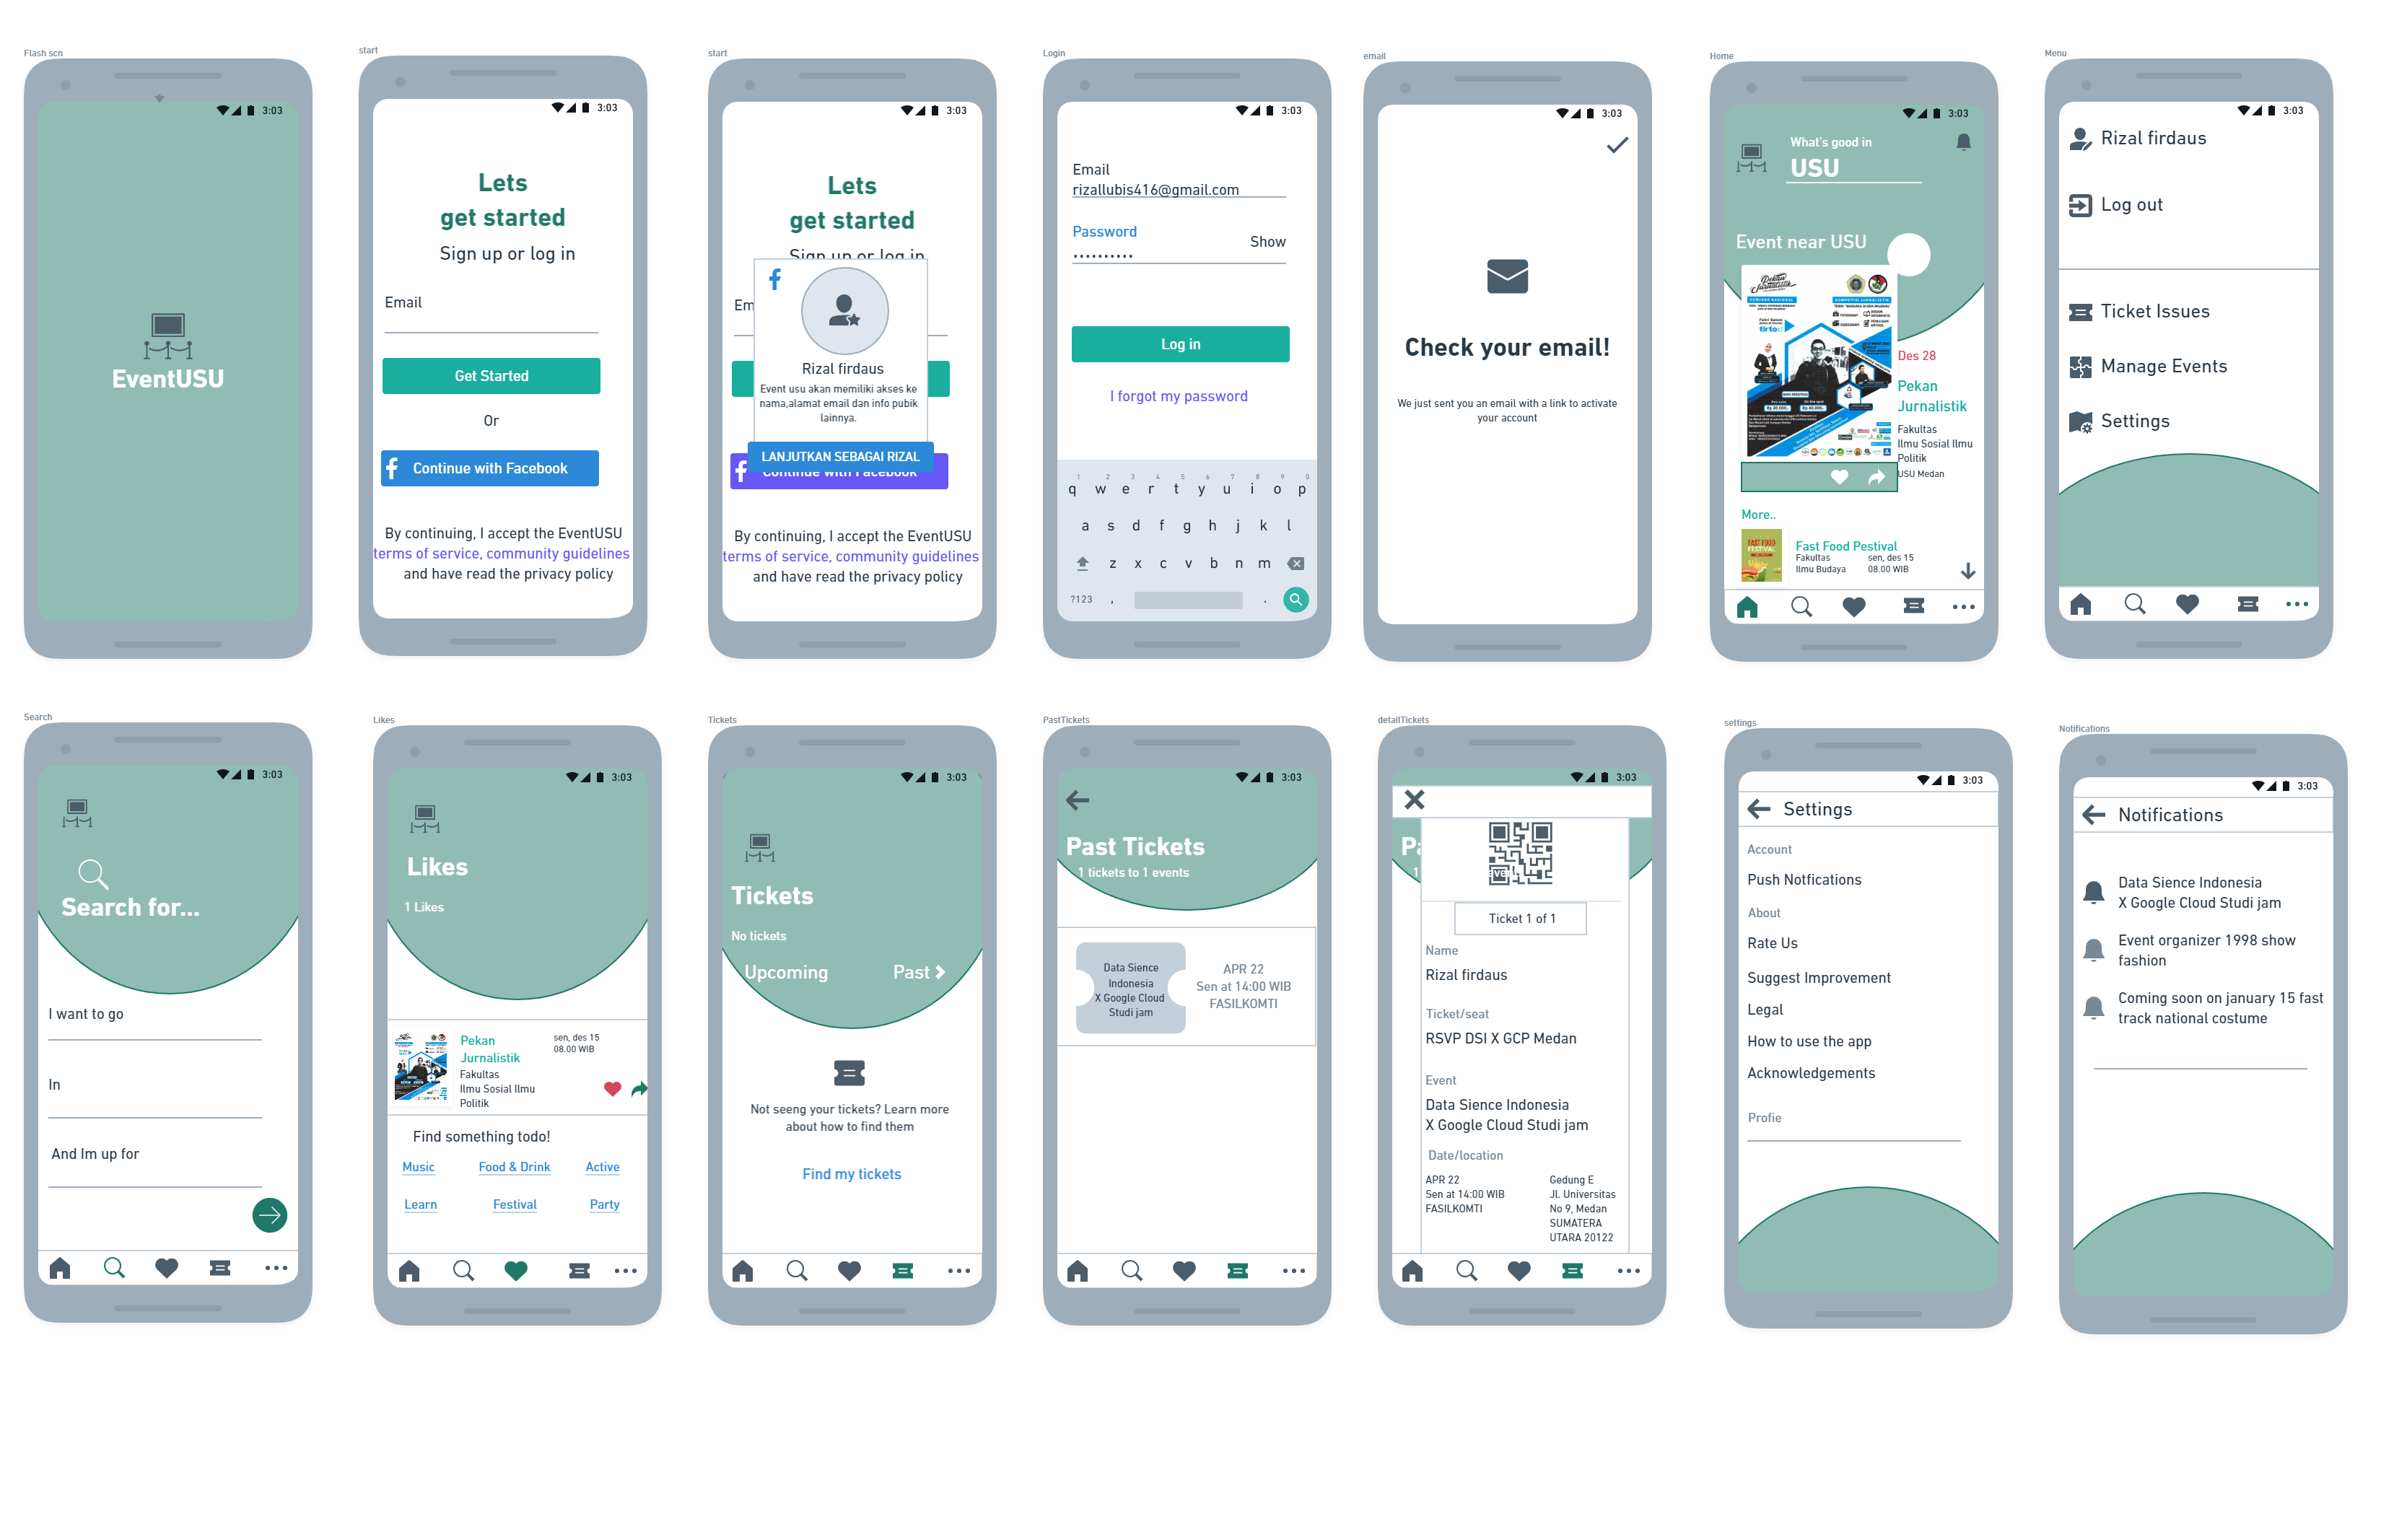 Flash scn
3:03
EventUSU
start
3:03
Lets
get started
Sign up or log in
Email
Get Started
Or
Continue with Facebook
By continuing, I accept the EventUSU
terms of service, community guidelines
and have read the privacy policy
start
3:03
Lets
get started
Sign up or log in
Em
Rizal firdaus
Event usu akan memiliki akses ke
nama,alamat email dan info pubik
lainnya.
LANJUTKAN SEBAGAI RIZAL
Continue with Facebook
By continuing, I accept the EventUSU
terms of service, community guidelines
and have read the privacy policy
Login
3:03
Email
rizallubis416@gmail.com
Password
Show
Log in
I forgot my password
1 2 3 4 5 6 7 8 9 0
q w e r t y u i o p
a s d f g h j k l
z x c v b n m
?123 , .
email
3:03
Check your email!
We just sent you an email with a link to activate
your account
Home
3:03
What's good in
USU
Event near USU
Pekan
Jurnalistik
tirto
Des 28
Pekan
Jurnalistik
Fakultas
Ilmu Sosial Ilmu
Politik
USU Medan
More..
FAST FOOD
FESTIVAL
Fast Food Pestival
Fakultas
Ilmu Budaya
sen, des 15
08.00 WIB
Menu
3:03
Rizal firdaus
Log out
Ticket Issues
Manage Events
Settings
Search
3:03
Search for...
I want to go
In
And Im up for
Likes
3:03
Likes
1 Likes
Pekan
Jurnalistik
Fakultas
Ilmu Sosial Ilmu
Politik
sen, des 15
08.00 WIB
Find something todo!
Music Food & Drink Active
Learn Festival Party
Tickets
3:03
Tickets
No tickets
Upcoming Past
Not seeng your tickets? Learn more
about how to find them
Find my tickets
PastTickets
3:03
Past Tickets
1 tickets to 1 events
Data Sience
Indonesia
X Google Cloud
Studi jam
APR 22
Sen at 14:00 WIB
FASILKOMTI
detailTickets
3:03
Pa
1
Ticket 1 of 1
Name
Rizal firdaus
Ticket/seat
RSVP DSI X GCP Medan
Event
Data Sience Indonesia
X Google Cloud Studi jam
Date/location
APR 22
Sen at 14:00 WIB
FASILKOMTI
Gedung E
Jl. Universitas
No 9, Medan
SUMATERA
UTARA 20122
settings
3:03
Settings
Account
Push Notfications
About
Rate Us
Suggest Improvement
Legal
How to use the app
Acknowledgements
Profie
Notifications
3:03
Notifications
Data Sience Indonesia
X Google Cloud Studi jam
Event organizer 1998 show
fashion
Coming soon on january 15 fast
track national costume